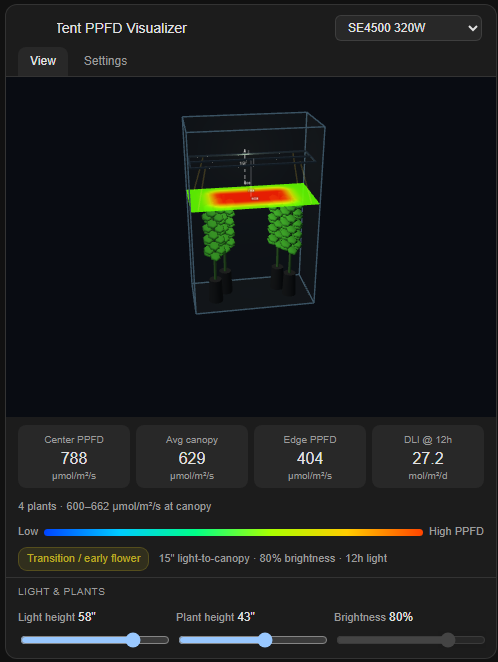 Tent PPFD Visualizer
SE4500 320W
View
Settings
Center PPFD
788
μmol/m²/s
Avg canopy
629
μmol/m²/s
Edge PPFD
404
μmol/m²/s
DLI @ 12h
27.2
mol/m²/d
4 plants · 600–662 μmol/m²/s at canopy
Low
High PPFD
Transition / early flower
15" light-to-canopy · 80% brightness · 12h light
LIGHT & PLANTS
Light height 58"
Plant height 43"
Brightness 80%